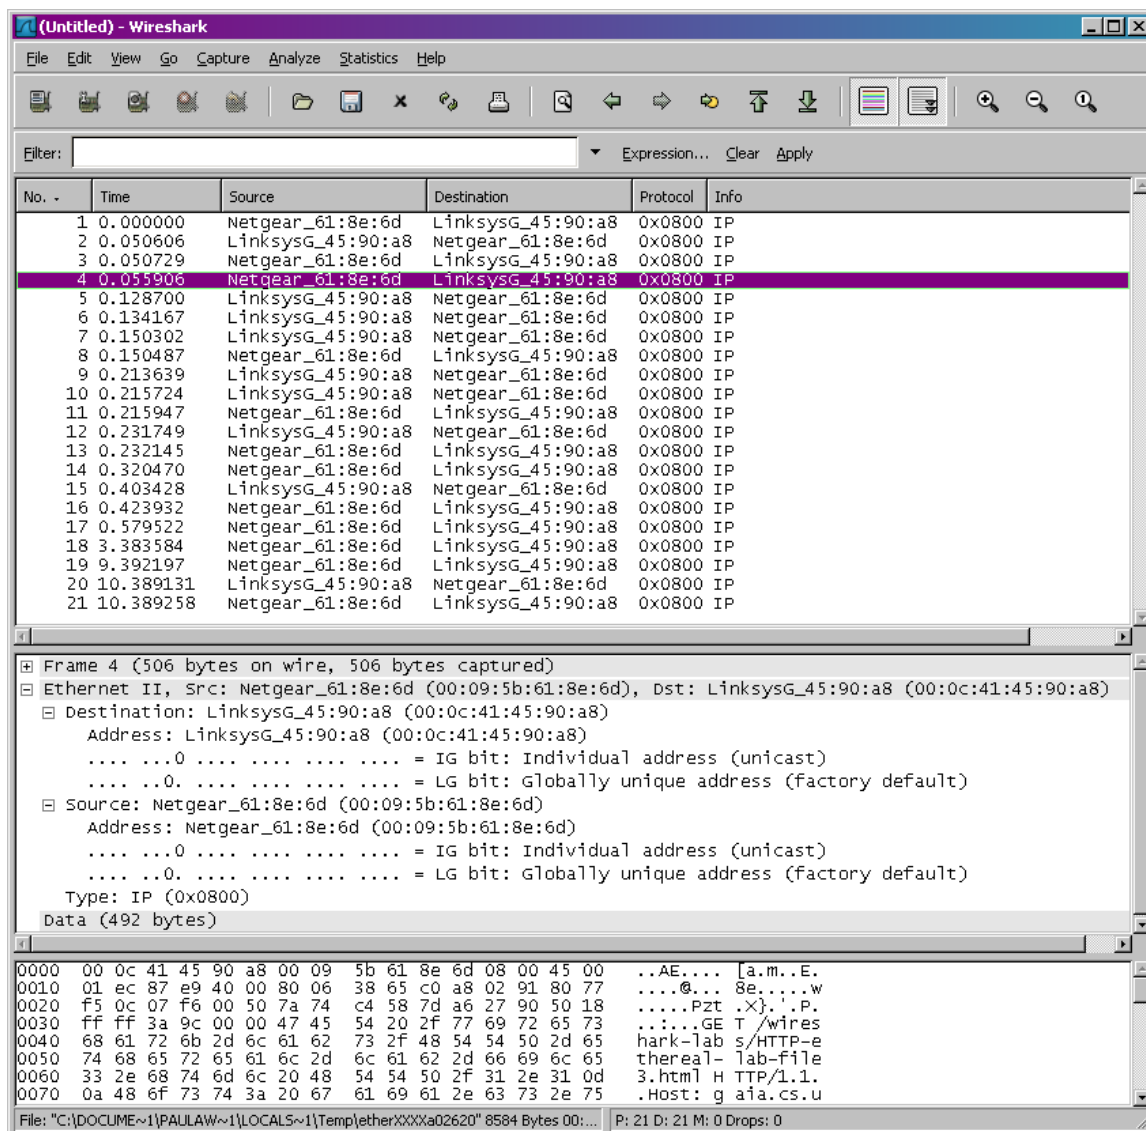 (Untitled) - Wireshark
File Edit View Go Capture Analyze Statistics Help
Filter: Expression... Clear Apply
No. Time Source Destination Protocol Info
1 0.000000 Netgear_61:8e:6d LinksysG_45:90:a8 0x0800 IP
2 0.050606 LinksysG_45:90:a8 Netgear_61:8e:6d 0x0800 IP
3 0.050729 Netgear_61:8e:6d LinksysG_45:90:a8 0x0800 IP
4 0.055906 Netgear_61:8e:6d LinksysG_45:90:a8 0x0800 IP
5 0.128700 LinksysG_45:90:a8 Netgear_61:8e:6d 0x0800 IP
6 0.134167 LinksysG_45:90:a8 Netgear_61:8e:6d 0x0800 IP
7 0.150302 LinksysG_45:90:a8 Netgear_61:8e:6d 0x0800 IP
8 0.150487 Netgear_61:8e:6d LinksysG_45:90:a8 0x0800 IP
9 0.213639 LinksysG_45:90:a8 Netgear_61:8e:6d 0x0800 IP
10 0.215724 LinksysG_45:90:a8 Netgear_61:8e:6d 0x0800 IP
11 0.215947 Netgear_61:8e:6d LinksysG_45:90:a8 0x0800 IP
12 0.231749 LinksysG_45:90:a8 Netgear_61:8e:6d 0x0800 IP
13 0.232145 Netgear_61:8e:6d LinksysG_45:90:a8 0x0800 IP
14 0.320470 Netgear_61:8e:6d LinksysG_45:90:a8 0x0800 IP
15 0.403428 LinksysG_45:90:a8 Netgear_61:8e:6d 0x0800 IP
16 0.423932 Netgear_61:8e:6d LinksysG_45:90:a8 0x0800 IP
17 0.579522 Netgear_61:8e:6d LinksysG_45:90:a8 0x0800 IP
18 3.383584 Netgear_61:8e:6d LinksysG_45:90:a8 0x0800 IP
19 9.392197 Netgear_61:8e:6d LinksysG_45:90:a8 0x0800 IP
20 10.389131 LinksysG_45:90:a8 Netgear_61:8e:6d 0x0800 IP
21 10.389258 Netgear_61:8e:6d LinksysG_45:90:a8 0x0800 IP
Frame 4 (506 bytes on wire, 506 bytes captured)
Ethernet II, Src: Netgear_61:8e:6d (00:09:5b:61:8e:6d), Dst: LinksysG_45:90:a8 (00:0c:41:45:90:a8)
Destination: LinksysG_45:90:a8 (00:0c:41:45:90:a8)
Address: LinksysG_45:90:a8 (00:0c:41:45:90:a8)
.... ...0 .... .... .... .... = IG bit: Individual address (unicast)
.... ..0. .... .... .... .... = LG bit: Globally unique address (factory default)
Source: Netgear_61:8e:6d (00:09:5b:61:8e:6d)
Address: Netgear_61:8e:6d (00:09:5b:61:8e:6d)
.... ...0 .... .... .... .... = IG bit: Individual address (unicast)
.... ..0. .... .... .... .... = LG bit: Globally unique address (factory default)
Type: IP (0x0800)
Data (492 bytes)
0000 00 0c 41 45 90 a8 00 09 5b 61 8e 6d 08 00 45 00 ..AE.... [a.m..E.
0010 01 ec 87 e9 40 00 80 06 38 65 c0 a8 02 91 80 77 ....@... 8e.....w
0020 f5 0c 07 f6 00 50 7a 74 c4 58 7d a6 27 90 50 18 .....Pzt .X}.'.P.
0030 ff ff 3a 9c 00 00 47 45 54 20 2f 77 69 72 65 73 ..:...GE T /wires
0040 68 61 72 6b 2d 6c 61 62 73 2f 48 54 54 50 2d 65 hark-lab s/HTTP-e
0050 74 68 65 72 65 61 6c 2d 6c 61 62 2d 66 69 6c 65 thereal- lab-file
0060 33 2e 68 74 6d 6c 20 48 54 54 50 2f 31 2e 31 0d 3.html H TTP/1.1.
0070 0a 48 6f 73 74 3a 20 67 61 69 61 2e 63 73 2e 75 .Host: g aia.cs.u
File: "C:\DOCUME~1\PAULAW~1\LOCALS~1\Temp\etherXXXXa02620" 8584 Bytes 00:... P: 21 D: 21 M: 0 Drops: 0